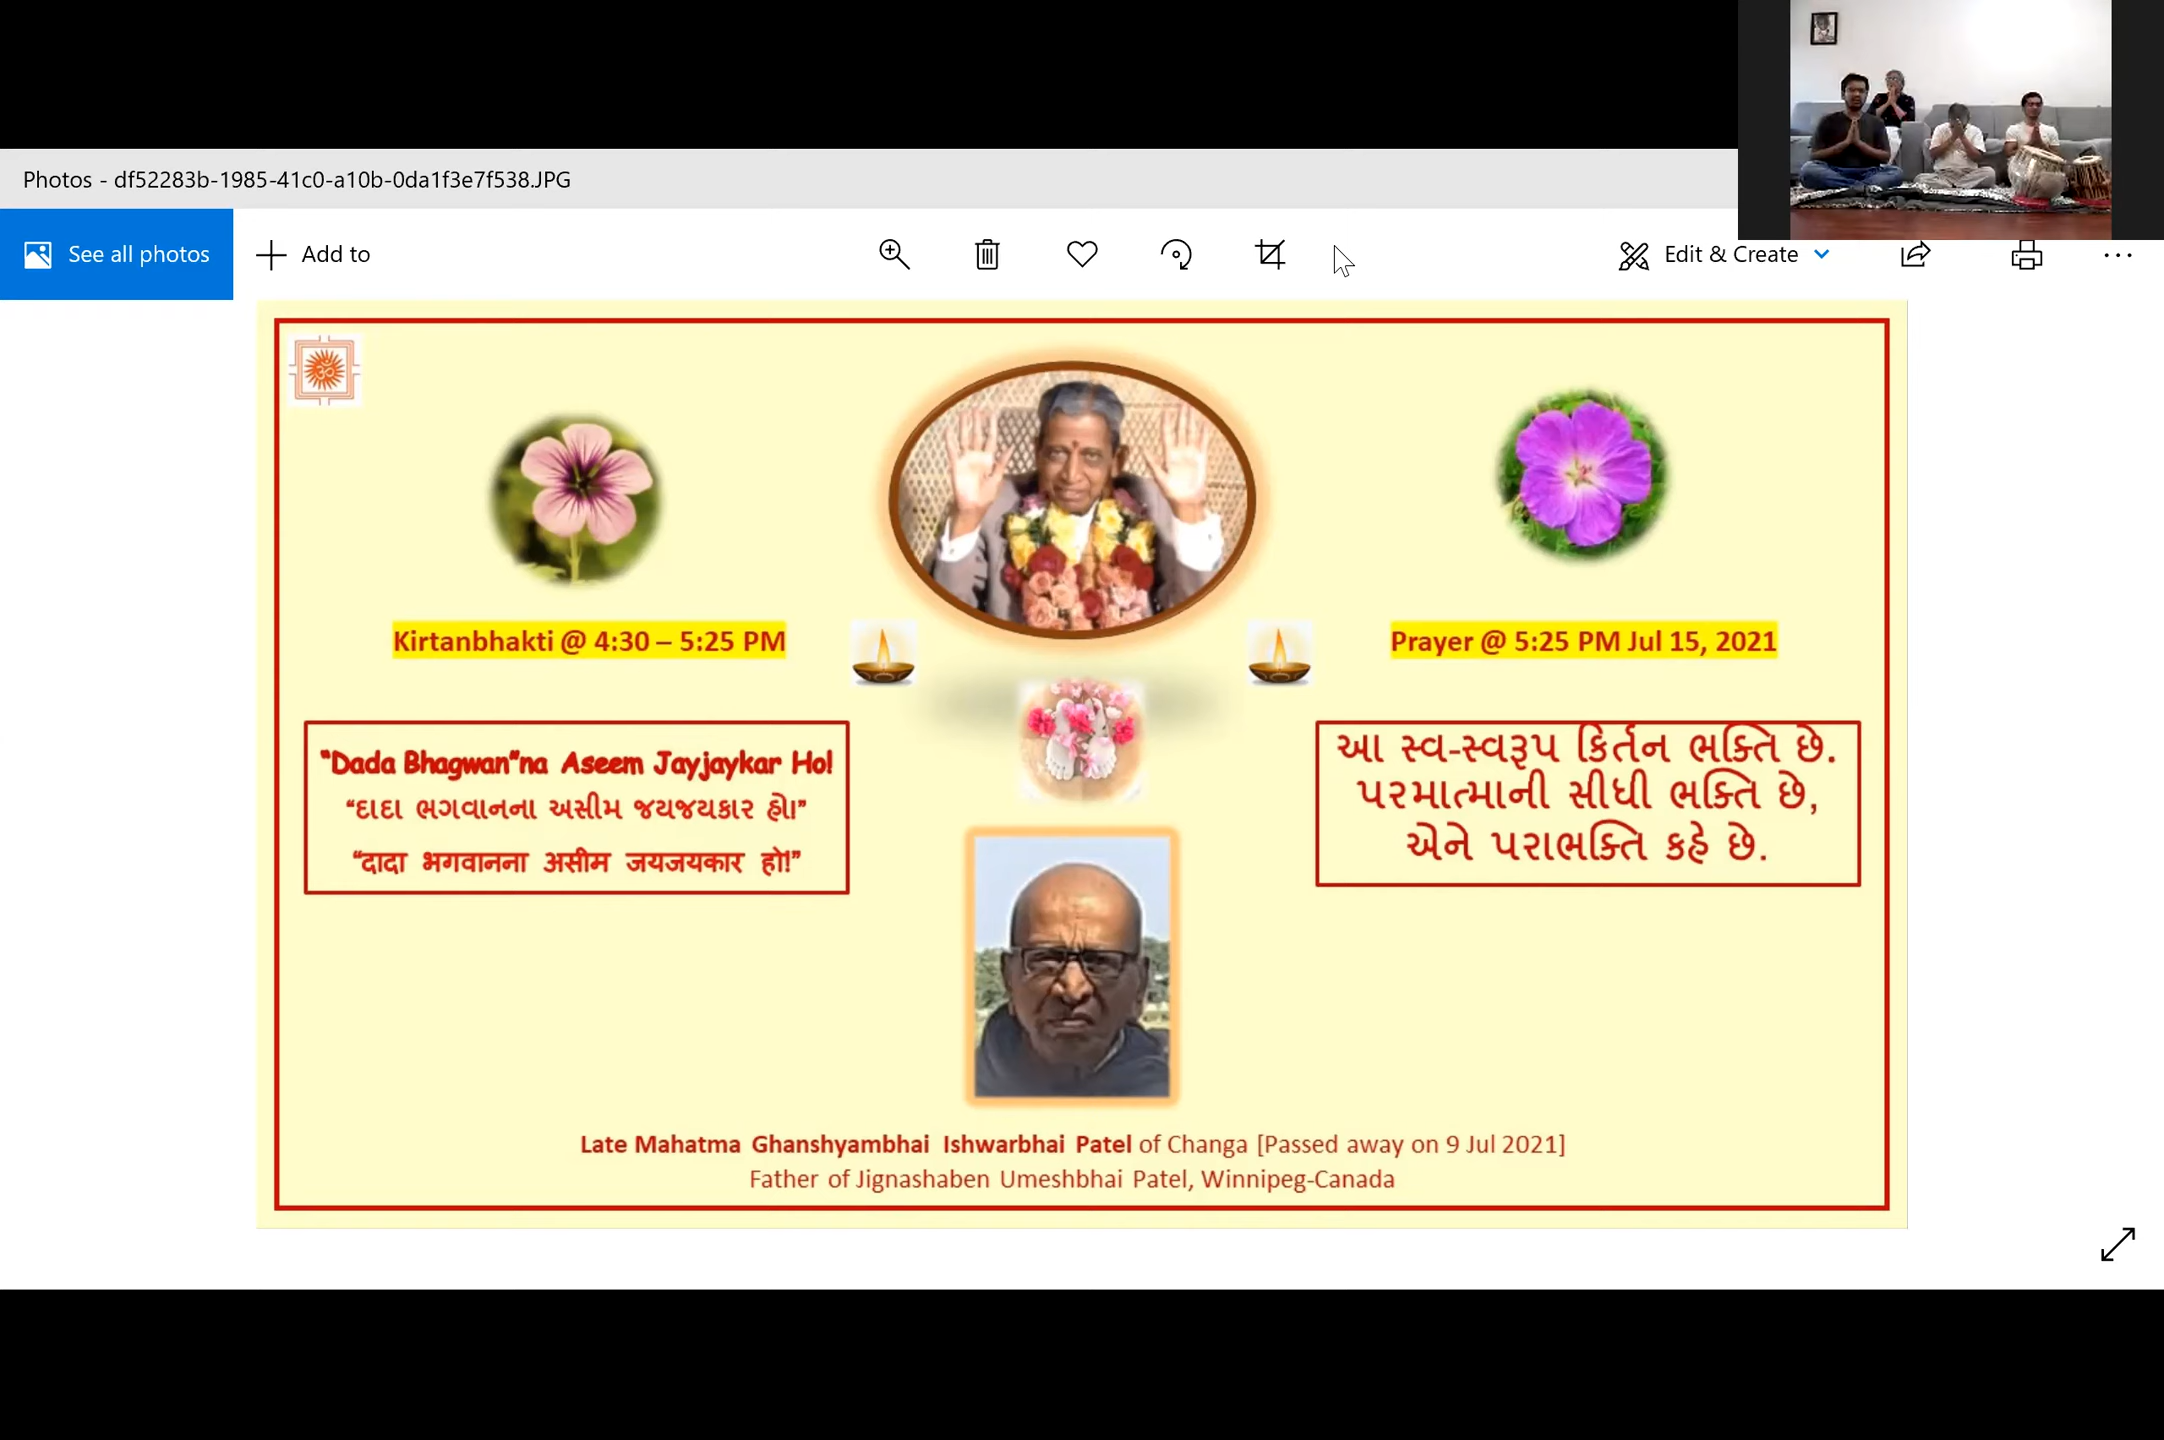 Photos - df52283b-1985-41c0-a10b-0da1f3e7f538.JPG
See all photos
Add to
Edit & Create
Kirtanbhakti @ 4:30 – 5:25 PM
Prayer @ 5:25 PM Jul 15, 2021
“Dada Bhagwan”na Aseem Jayjaykar Ho!
“દાદા ભગવાનના અસીમ જયજયકાર હો!”
“दादा भगवानना असीम जयजयकार हो!”
આ સ્વ-સ્વરૂપ કિર્તન ભક્તિ છે.
પરમાત્માની સીધી ભક્તિ છે,
એને પરાભક્તિ કહે છે.
Late Mahatma Ghanshyambhai Ishwarbhai Patel of Changa [Passed away on 9 Jul 2021]
Father of Jignashaben Umeshbhai Patel, Winnipeg-Canada